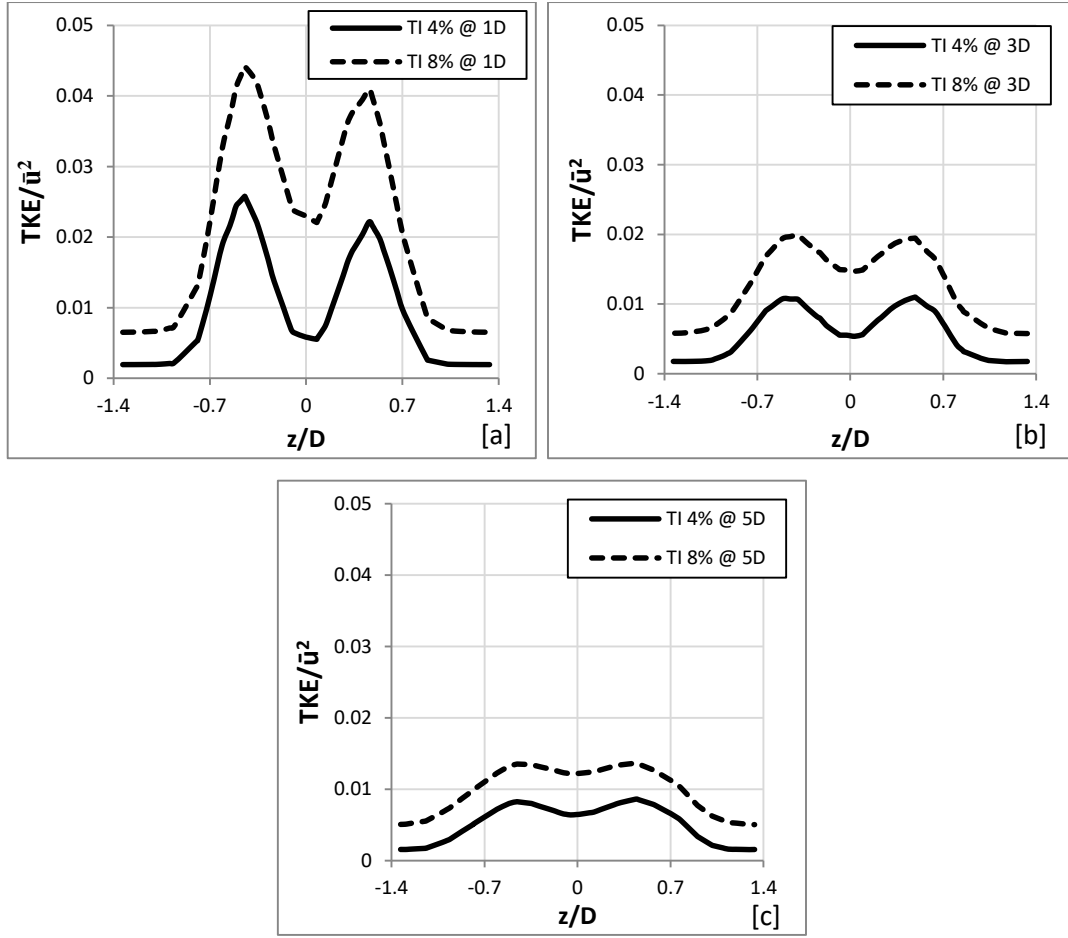 TI 4% @ 1D
TI 8% @ 1D
0.05
0.04
0.03
0.02
0.01
0
TKE/ū²
-1.4 -0.7 0 0.7 1.4
z/D
[a]
TI 4% @ 3D
TI 8% @ 3D
0.05
0.04
0.03
0.02
0.01
0
TKE/ū²
-1.4 -0.7 0 0.7 1.4
z/D
[b]
TI 4% @ 5D
TI 8% @ 5D
0.05
0.04
0.03
0.02
0.01
0
TKE/ū²
-1.4 -0.7 0 0.7 1.4
z/D
[c]